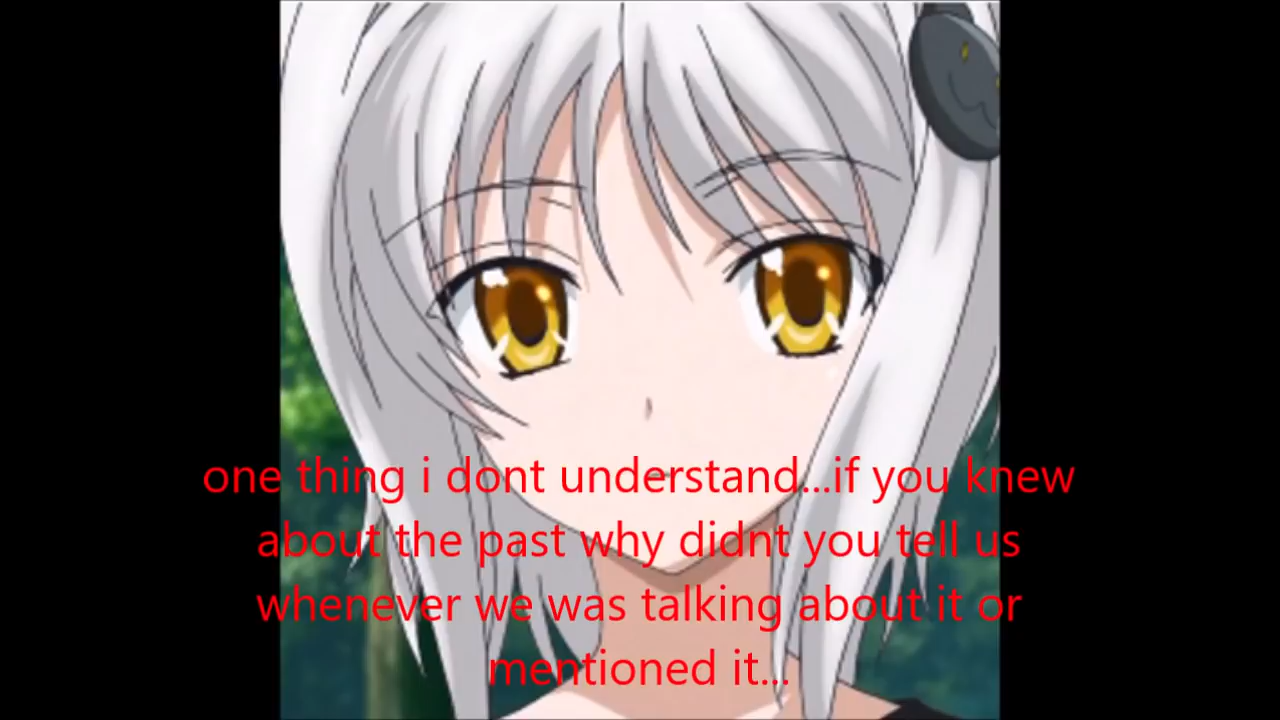 one thing i dont understand...if you knew
about the past why didnt you tell us
whenever we was talking about it or
mentioned it...